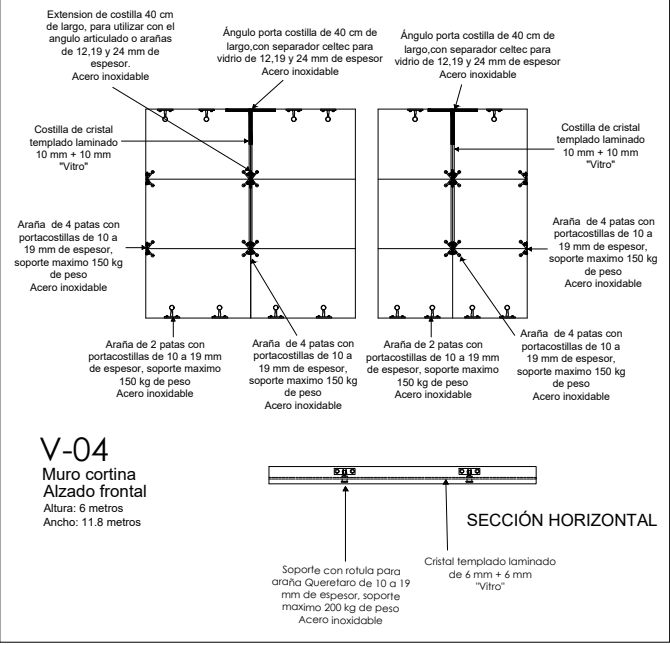 Extension de costilla 40 cm
de largo, para utilizar con el
angulo articulado o arañas
de 12,19 y 24 mm de
espesor.
Acero inoxidable
Ángulo porta costilla de 40 cm de
largo,con separador celtec para
vidrio de 12,19 y 24 mm de espesor
Acero inoxidable
Ángulo porta costilla de 40 cm de
largo,con separador celtec para
vidrio de 12,19 y 24 mm de espesor
Acero inoxidable
Costilla de cristal
templado laminado
10 mm + 10 mm
"Vitro"
Costilla de cristal
templado laminado
10 mm + 10 mm
"Vitro"
Araña de 4 patas con
portacostillas de 10 a
19 mm de espesor,
soporte maximo 150 kg
de peso
Acero inoxidable
Araña de 4 patas con
portacostillas de 10 a
19 mm de espesor,
soporte maximo 150 kg
de peso
Acero inoxidable
Araña de 2 patas con
portacostillas de 10 a 19 mm
de espesor, soporte maximo
150 kg de peso
Acero inoxidable
Araña de 4 patas con
portacostillas de 10 a
19 mm de espesor,
soporte maximo 150 kg
de peso
Acero inoxidable
Araña de 2 patas con
portacostillas de 10 a 19 mm
de espesor, soporte maximo
150 kg de peso
Acero inoxidable
Araña de 4 patas con
portacostillas de 10 a
19 mm de espesor,
soporte maximo 150 kg
de peso
Acero inoxidable
V-04
Muro cortina
Alzado frontal
Altura: 6 metros
Ancho: 11.8 metros
SECCIÓN HORIZONTAL
Soporte con rotula para
araña Queretaro de 10 a 19
mm de espesor, soporte
maximo 200 kg de peso
Acero inoxidable
Cristal templado laminado
de 6 mm + 6 mm
"Vitro"